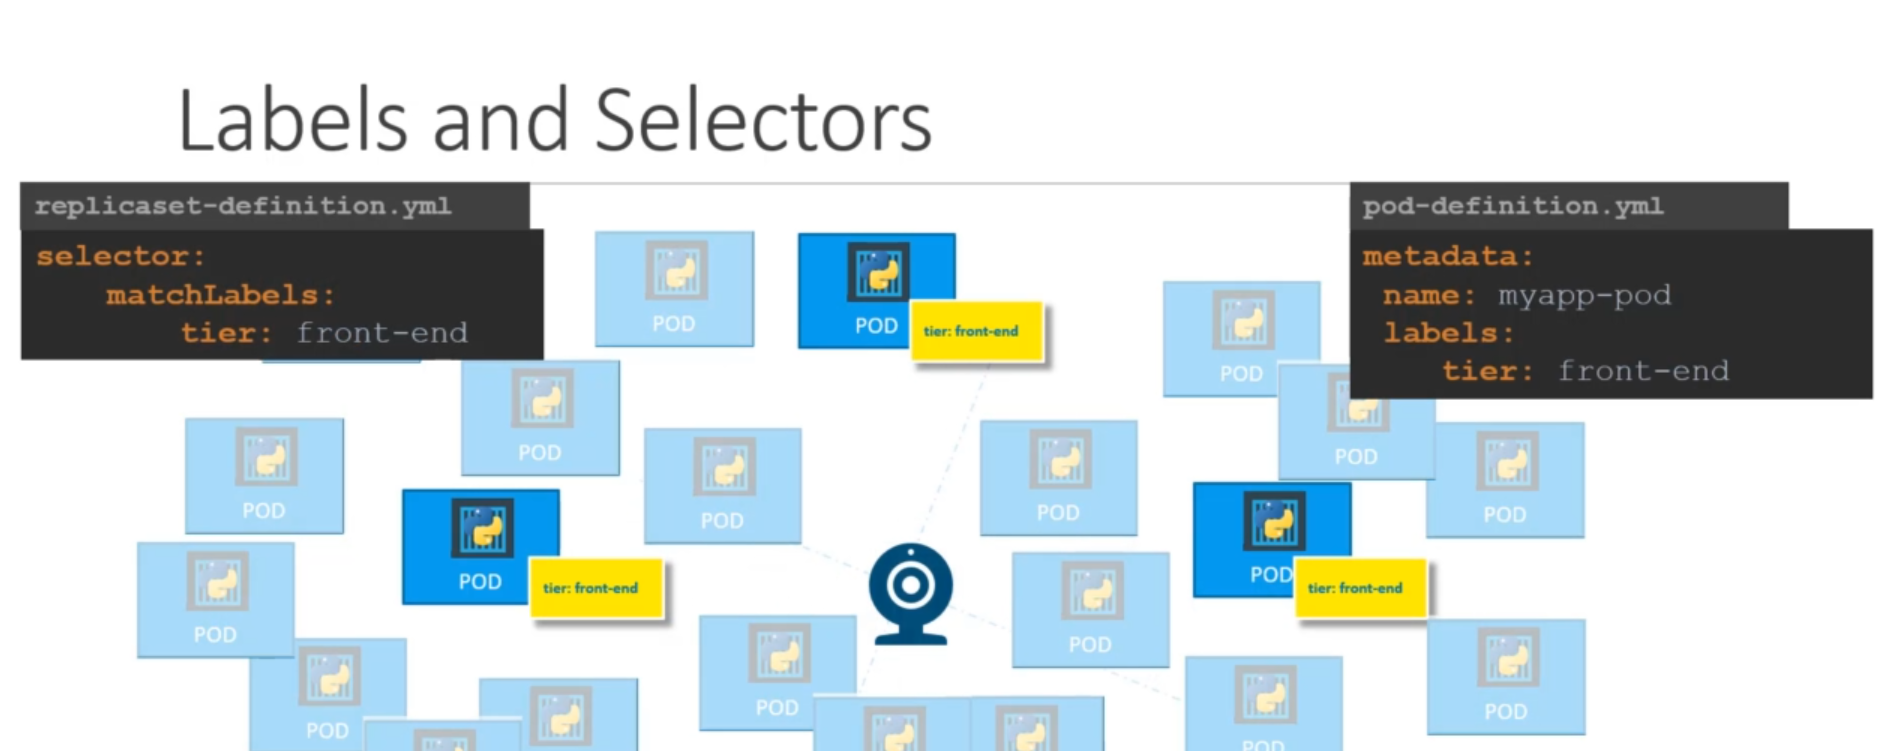 Labels and Selectors
replicaset-definition.yml
selector:
matchLabels:
tier: front-end
pod-definition.yml
metadata:
name: myapp-pod
labels:
tier: front-end
POD
POD
tier: front-end
POD
POD
POD
POD
POD
POD
POD
POD
tier: front-end
POD
tier: front-end
POD
POD
POD
POD
POD
POD